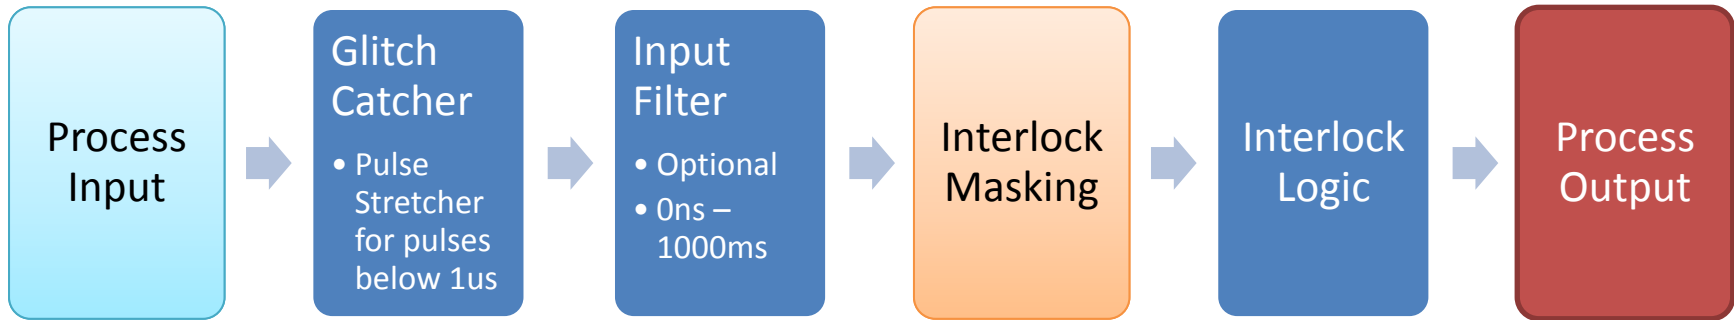 Process
Input
Glitch
Catcher
• Pulse
Stretcher
for pulses
below 1us
Input
Filter
• Optional
• 0ns –
1000ms
Interlock
Masking
Interlock
Logic
Process
Output